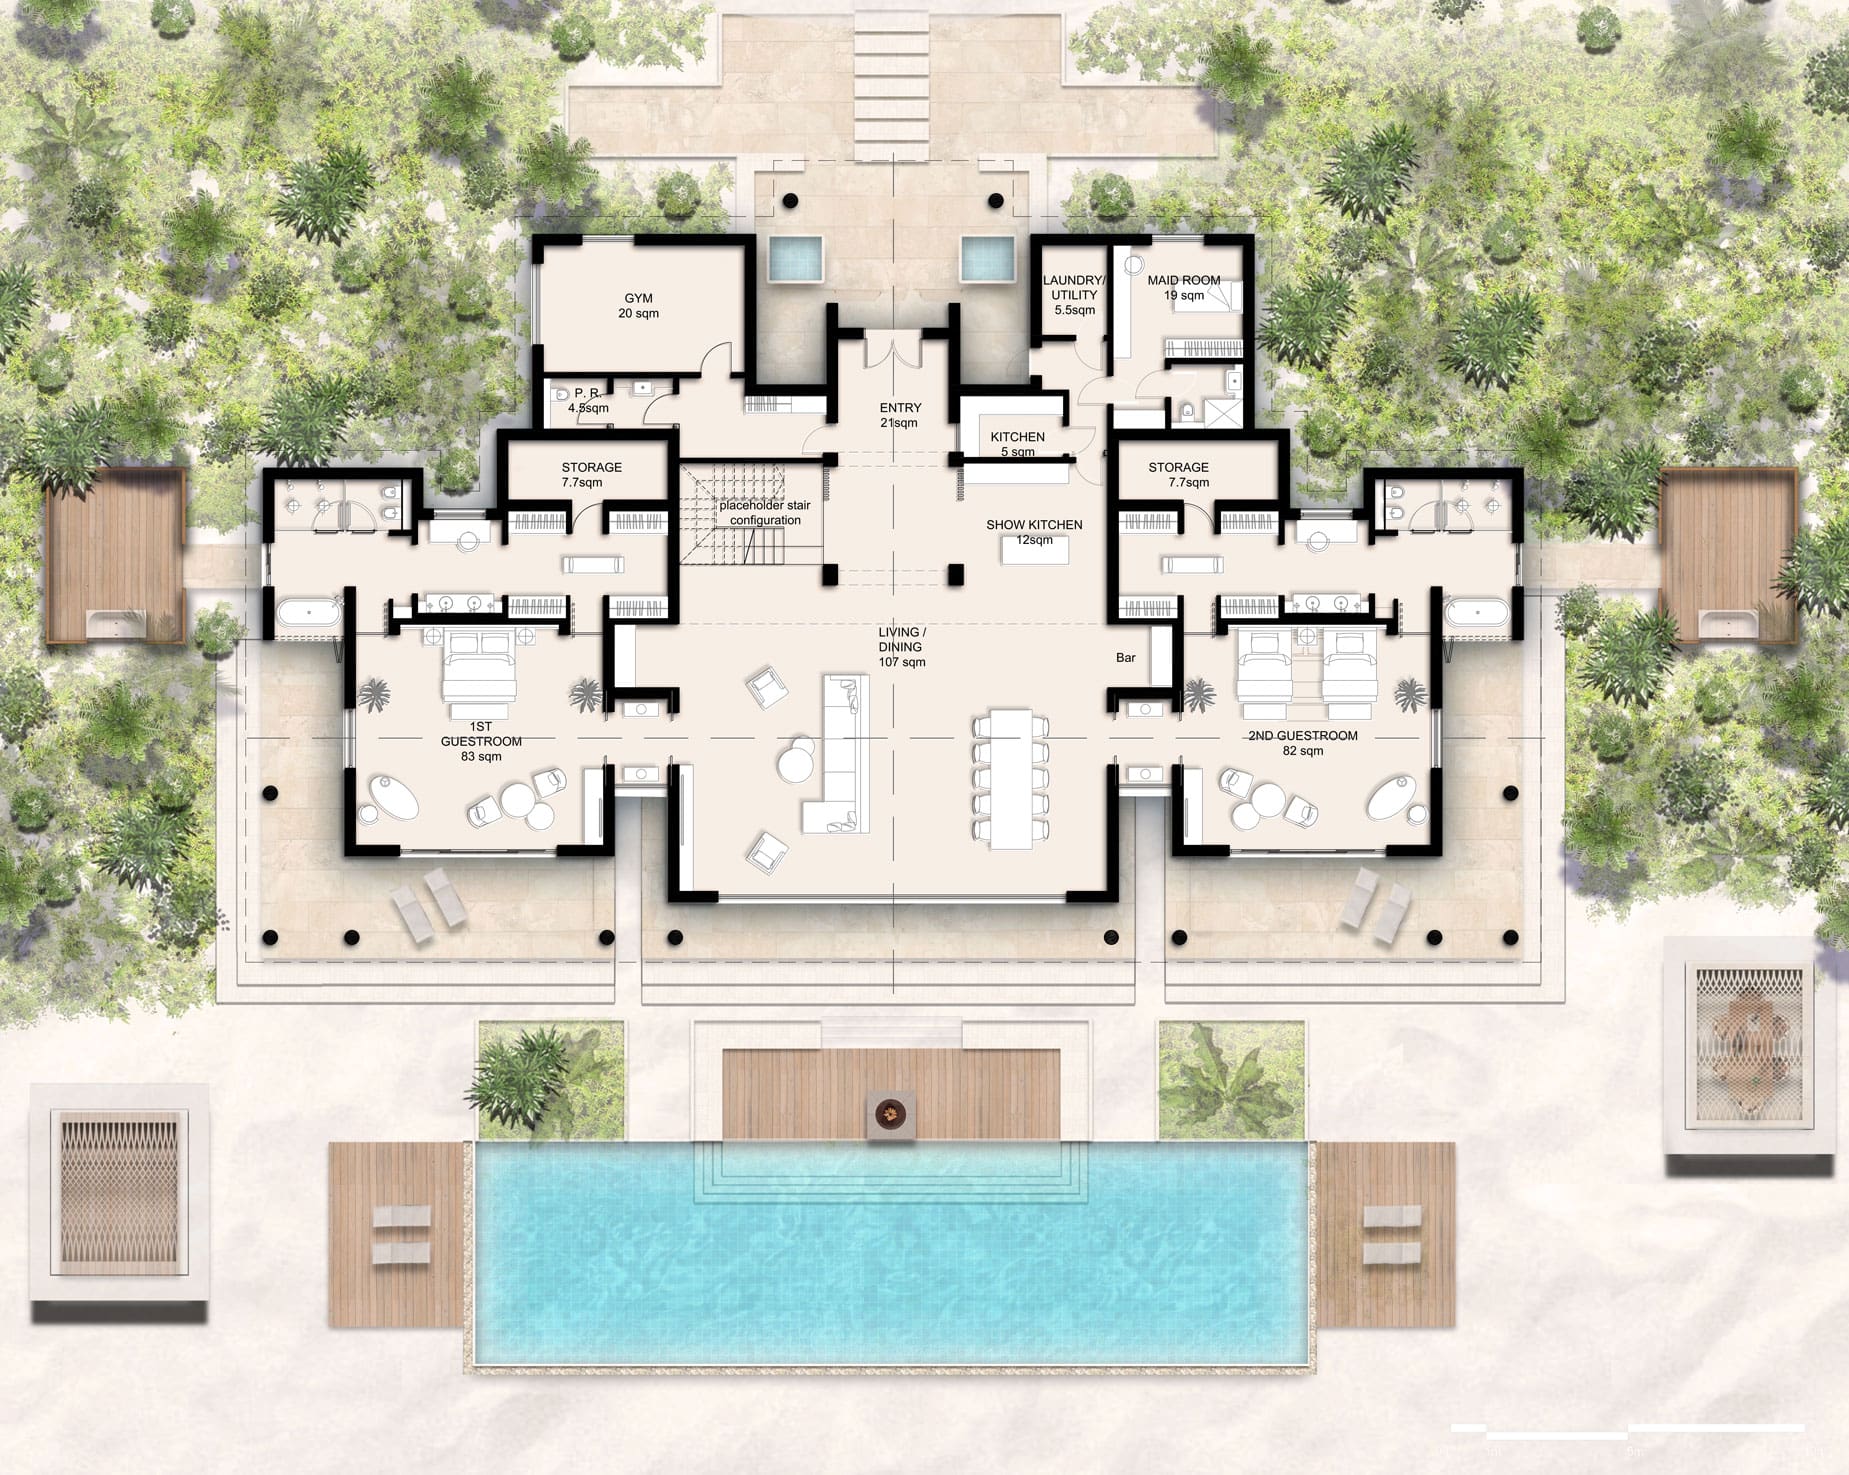 GYM
20 sqm
LAUNDRY/
UTILITY
5.5sqm
MAID ROOM
19 sqm
P. R.
4.5sqm
ENTRY
21sqm
KITCHEN
5 sqm
STORAGE
7.7sqm
STORAGE
7.7sqm
placeholder stair
configuration
SHOW KITCHEN
12sqm
LIVING /
DINING
107 sqm
Bar
1ST
GUESTROOM
83 sqm
2ND GUESTROOM
82 sqm